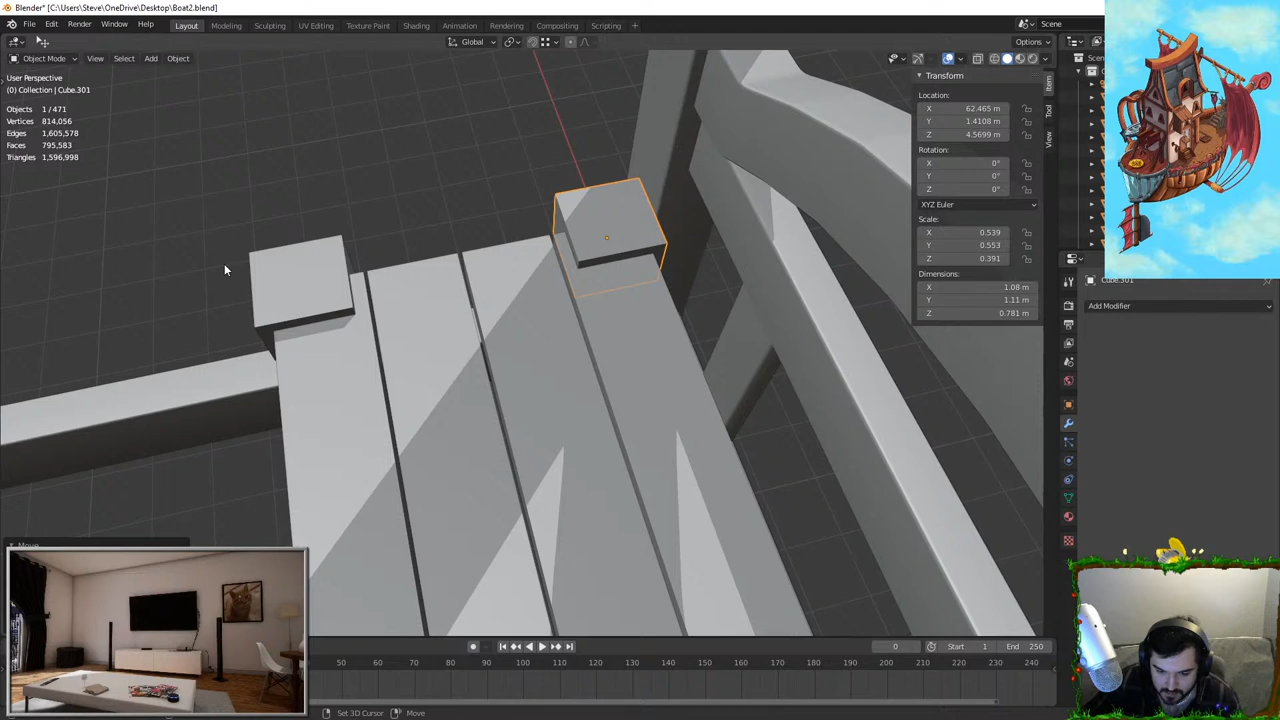 Blender* [C:\Users\Steve\OneDrive\Desktop\Boat2.blend]
File Edit Render Window Help Layout Modeling Sculpting UV Editing Texture Paint Shading Animation Rendering Compositing Scripting + Scene
Global Options
Object Mode View Select Add Object
User Perspective
(0) Collection | Cube.301
Objects 1 / 471
Vertices 814,056
Edges 1,605,578
Faces 795,583
Triangles 1,596,998
Transform
Location:
X 62.465 m
Y 1.4108 m
Z 4.5699 m
Rotation:
X 0°
Y 0°
Z 0°
XYZ Euler
Scale:
X 0.539
Y 0.553
Z 0.391
Dimensions:
X 1.08 m
Y 1.11 m
Z 0.781 m
Item
Tool
View
Cube.301
Add Modifier
Move
0 Start 1 End 250
50 60 70 80 90 100 110 120 130 140 150 160 170 180 190 200 210 220 230 240
Set 3D Cursor Move